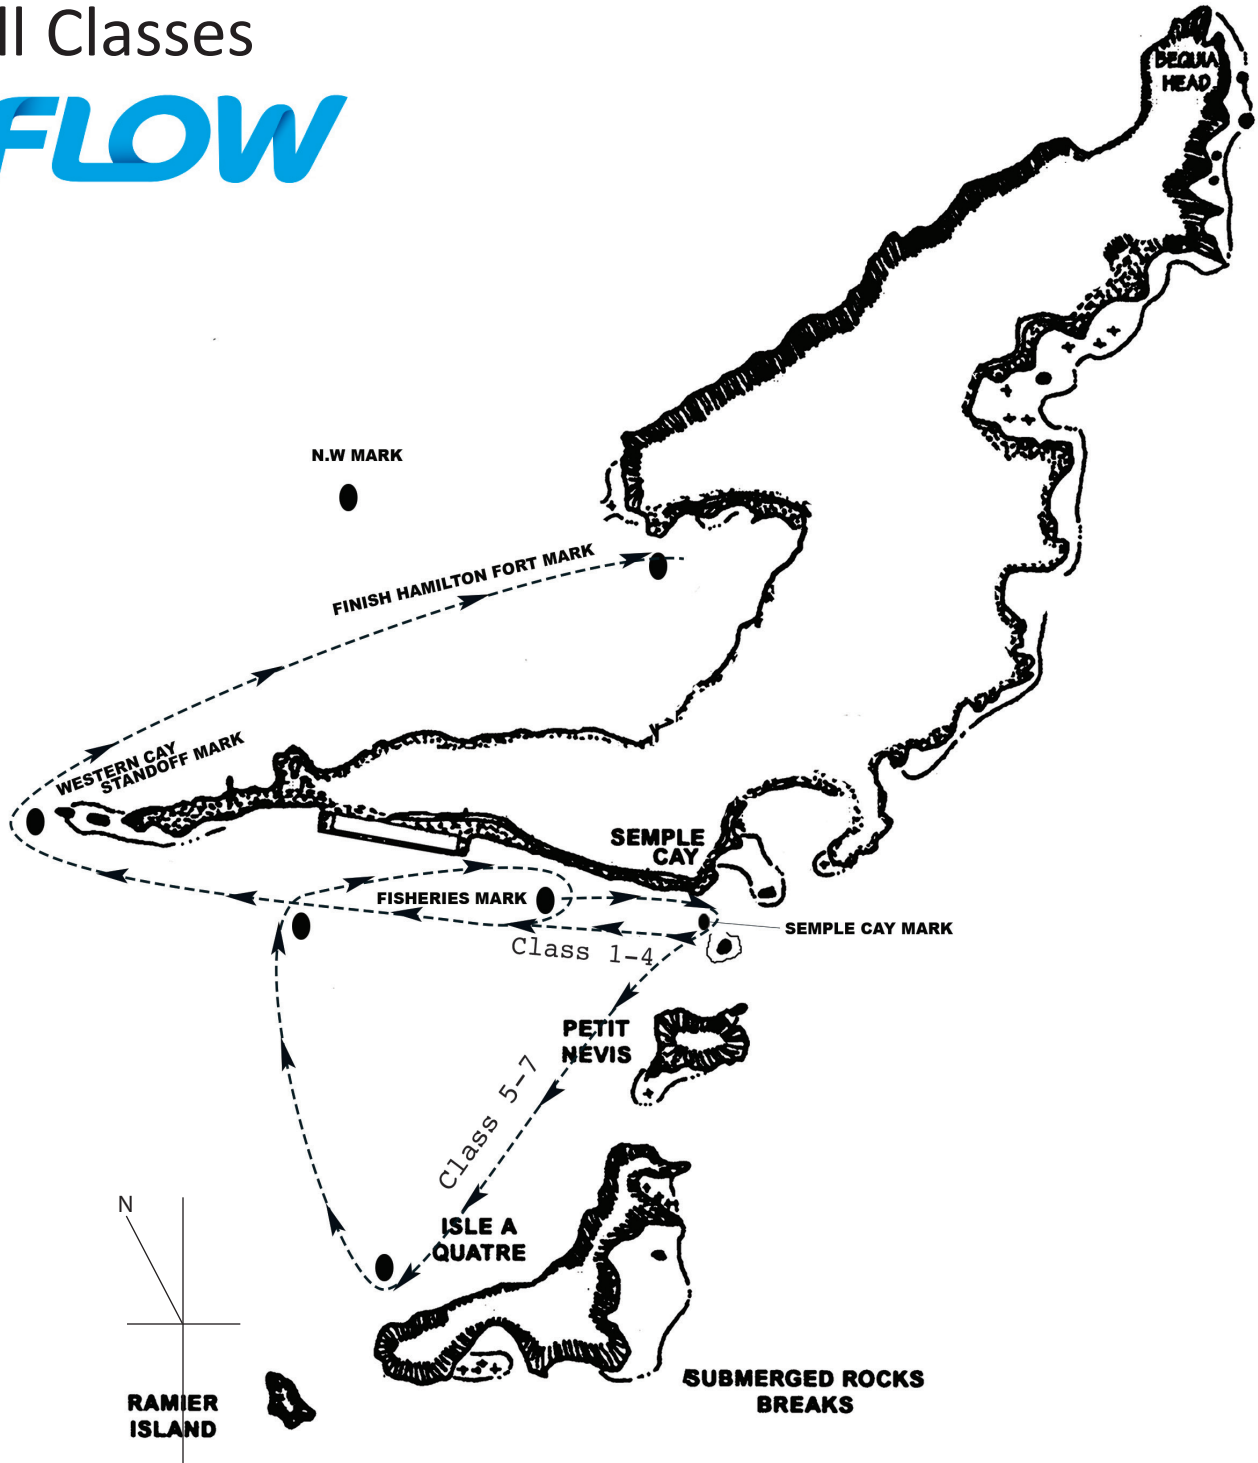 ll Classes
FLOW
BEQUIA
HEAD
N.W MARK
FINISH HAMILTON FORT MARK
WESTERN CAY
STANDOFF MARK
SEMPLE
CAY
FISHERIES MARK
SEMPLE CAY MARK
Class 1-4
PETIT
NEVIS
Class 5-7
N
ISLE A
QUATRE
SUBMERGED ROCKS
BREAKS
RAMIER
ISLAND